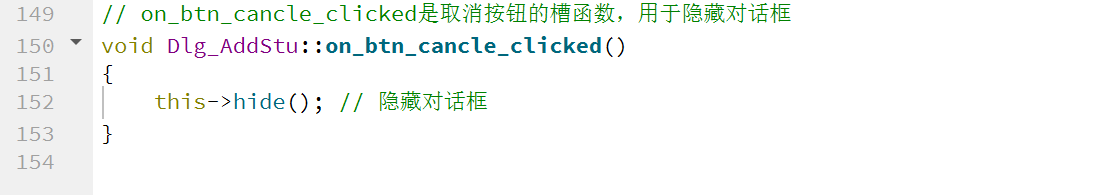 149 // on_btn_cancle_clicked是取消按钮的槽函数，用于隐藏对话框
150 void Dlg_AddStu::on_btn_cancle_clicked()
151 {
152     this->hide(); // 隐藏对话框
153 }
154